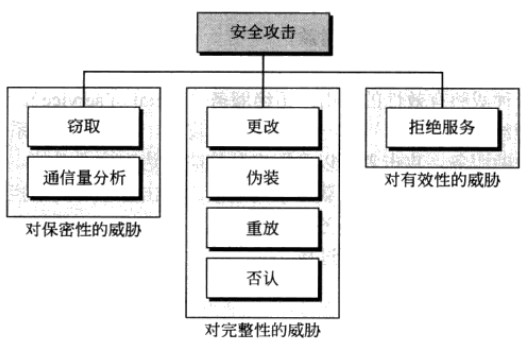 安全攻击
窃取
通信量分析
对保密性的威胁
更改
伪装
重放
否认
对完整性的威胁
拒绝服务
对有效性的威胁